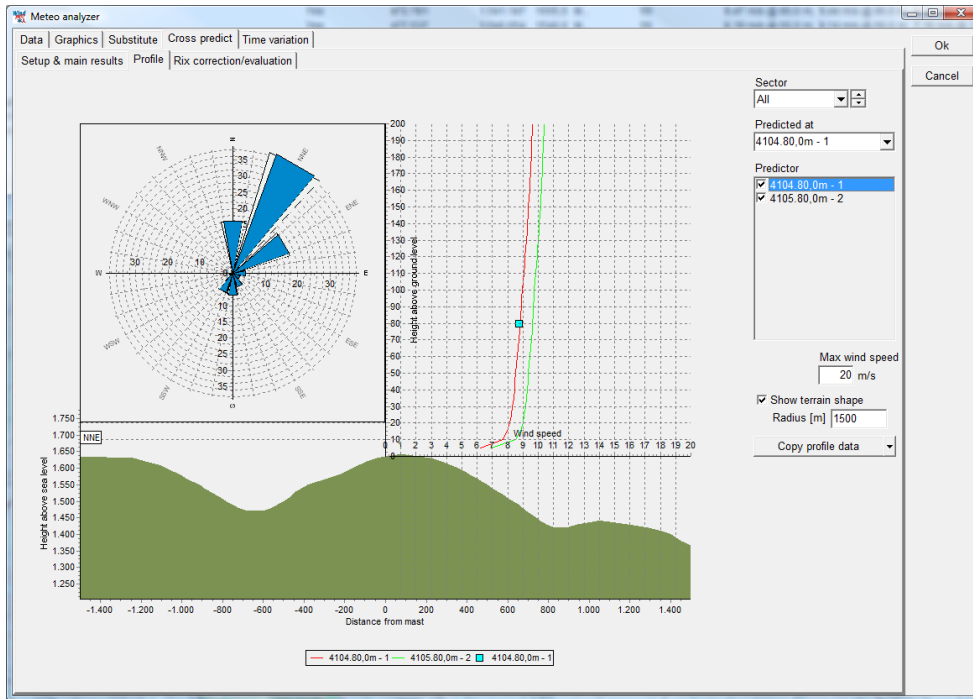 Meteo analyzer
Data Graphics Substitute Cross predict Time variation
Setup & main results Profile Rix correction/evaluation
Ok
Cancel
Sector
All
Predicted at
4104.80,0m - 1
Predictor
4104.80,0m - 1
4105.80,0m - 2
Max wind speed
20 m/s
Show terrain shape
Radius [m] 1500
Copy profile data
N
NNE
ENE
E
ESE
SSE
SSW
WSW
W
WNW
NNW
35
30
25
20
30 20 10 0 10 20 30
10
15
20
25
30
35
200
190
180
170
160
150
140
130
120
110
100
90
80
70
60
50
40
30
20
10
0
Height above ground level
Wind speed
0 1 2 3 4 5 6 7 8 9 10 11 12 13 14 15 16 17 18 19 20
NNE
1.750
1.700
1.650
1.600
1.550
1.500
1.450
1.400
1.350
1.300
1.250
Height above sea level
-1.400 -1.200 -1.000 -800 -600 -400 -200 0 200 400 600 800 1.000 1.200 1.400
Distance from mast
4104.80,0m - 1 4105.80,0m - 2 4104.80,0m - 1